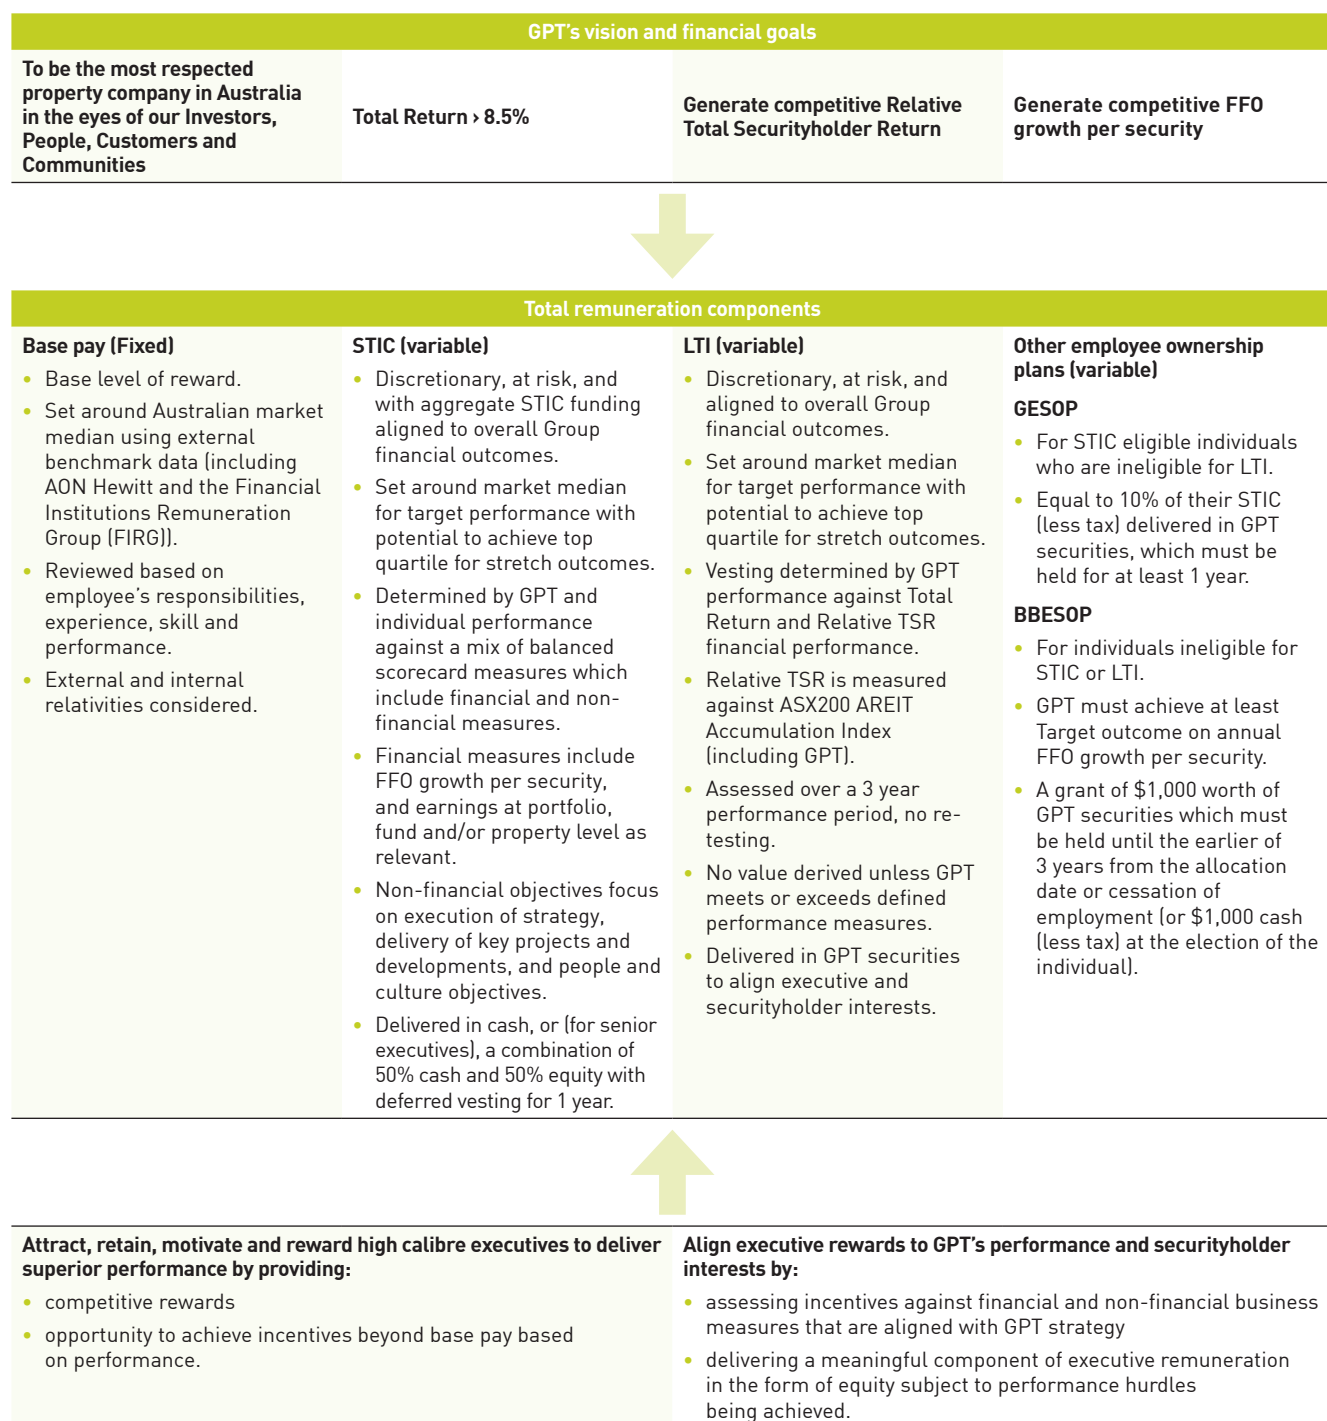 GPT's vision and financial goals
To be the most respected
property company in Australia
in the eyes of our Investors,
People, Customers and
Communities
Total Return › 8.5%
Generate competitive Relative
Total Securityholder Return
Generate competitive FFO
growth per security
Total remuneration components
Base pay (Fixed)
• Base level of reward.
• Set around Australian market
median using external
benchmark data (including
AON Hewitt and the Financial
Institutions Remuneration
Group (FIRG)).
• Reviewed based on
employee's responsibilities,
experience, skill and
performance.
• External and internal
relativities considered.
STIC (variable)
• Discretionary, at risk, and
with aggregate STIC funding
aligned to overall Group
financial outcomes.
• Set around market median
for target performance with
potential to achieve top
quartile for stretch outcomes.
• Determined by GPT and
individual performance
against a mix of balanced
scorecard measures which
include financial and non-
financial measures.
• Financial measures include
FFO growth per security,
and earnings at portfolio,
fund and/or property level as
relevant.
• Non-financial objectives focus
on execution of strategy,
delivery of key projects and
developments, and people and
culture objectives.
• Delivered in cash, or (for senior
executives), a combination of
50% cash and 50% equity with
deferred vesting for 1 year.
LTI (variable)
• Discretionary, at risk, and
aligned to overall Group
financial outcomes.
• Set around market median
for target performance with
potential to achieve top
quartile for stretch outcomes.
• Vesting determined by GPT
performance against Total
Return and Relative TSR
financial performance.
• Relative TSR is measured
against ASX200 AREIT
Accumulation Index
(including GPT).
• Assessed over a 3 year
performance period, no re-
testing.
• No value derived unless GPT
meets or exceeds defined
performance measures.
• Delivered in GPT securities
to align executive and
securityholder interests.
Other employee ownership
plans (variable)
GESOP
• For STIC eligible individuals
who are ineligible for LTI.
• Equal to 10% of their STIC
(less tax) delivered in GPT
securities, which must be
held for at least 1 year.
BBESOP
• For individuals ineligible for
STIC or LTI.
• GPT must achieve at least
Target outcome on annual
FFO growth per security.
• A grant of $1,000 worth of
GPT securities which must
be held until the earlier of
3 years from the allocation
date or cessation of
employment (or $1,000 cash
(less tax) at the election of the
individual).
Attract, retain, motivate and reward high calibre executives to deliver
superior performance by providing:
• competitive rewards
• opportunity to achieve incentives beyond base pay based
on performance.
Align executive rewards to GPT's performance and securityholder
interests by:
• assessing incentives against financial and non-financial business
measures that are aligned with GPT strategy
• delivering a meaningful component of executive remuneration
in the form of equity subject to performance hurdles
being achieved.